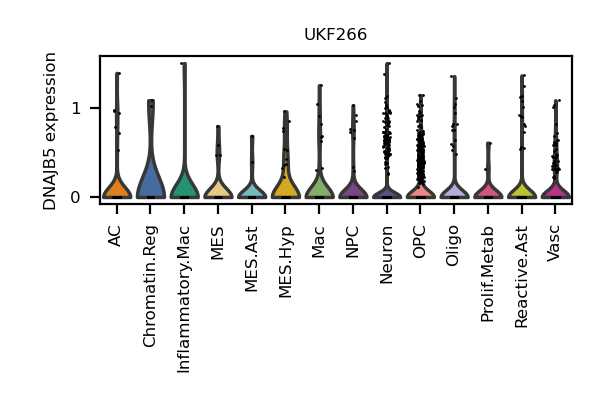 UKF266
DNAJB5 expression
1
0
AC
Chromatin.Reg
Inflammatory.Mac
MES
MES.Ast
MES.Hyp
Mac
NPC
Neuron
OPC
Oligo
Prolif.Metab
Reactive.Ast
Vasc